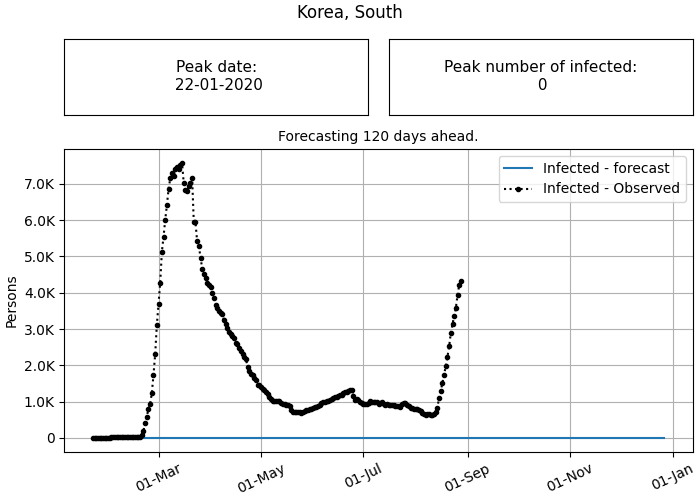 Korea, South
Peak date:
22-01-2020
Peak number of infected:
0
Forecasting 120 days ahead.
Infected - forecast
Infected - Observed
7.0K
6.0K
5.0K
4.0K
3.0K
2.0K
1.0K
0
Persons
01-Mar
01-May
01-Jul
01-Sep
01-Nov
01-Jan